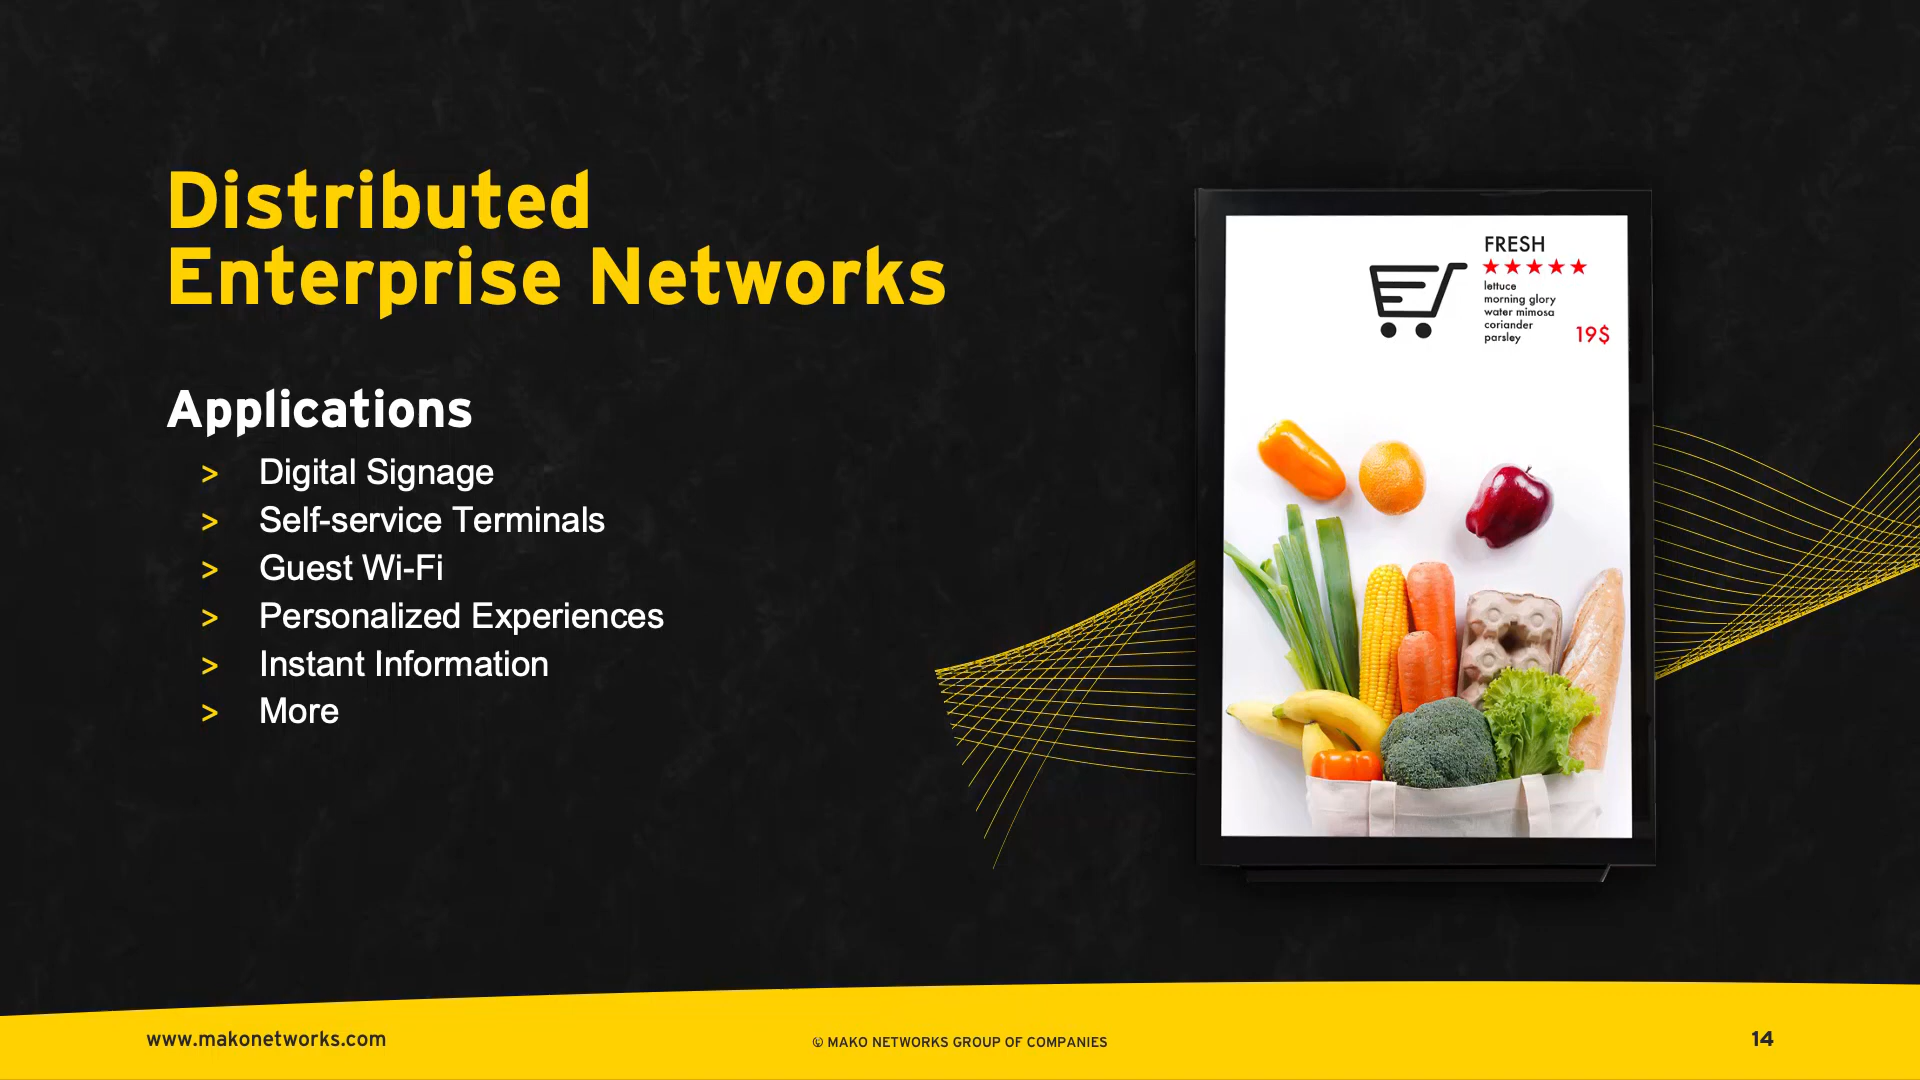 Distributed
Enterprise Networks
Applications
> Digital Signage
> Self-service Terminals
> Guest Wi-Fi
> Personalized Experiences
> Instant Information
> More
FRESH
★★★★★
lettuce
morning glory
water mimosa
coriander
parsley
19$
www.makonetworks.com
© MAKO NETWORKS GROUP OF COMPANIES
14